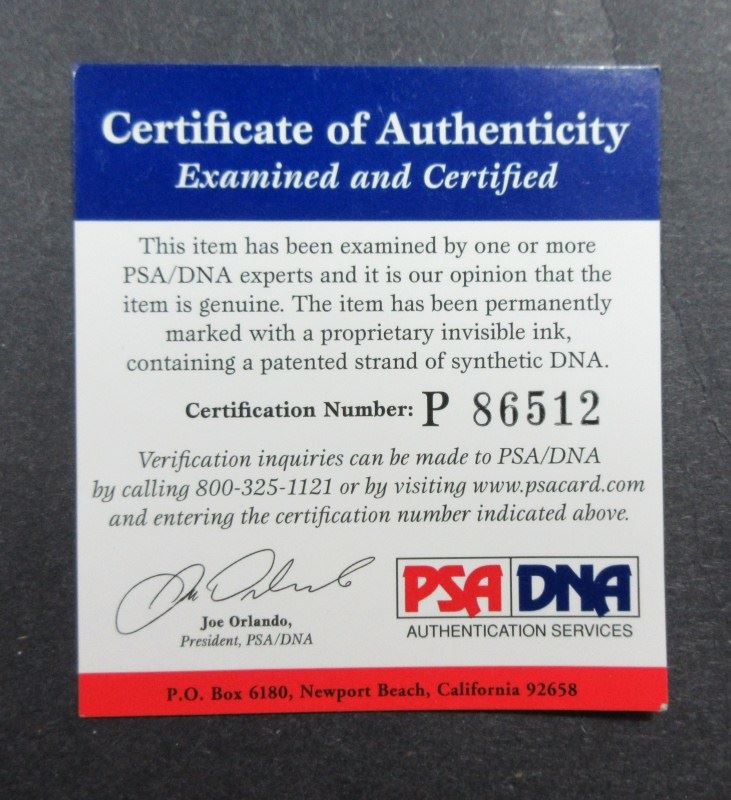 Certificate of Authenticity
Examined and Certified
This item has been examined by one or more
PSA/DNA experts and it is our opinion that the
item is genuine. The item has been permanently
marked with a proprietary invisible ink,
containing a patented strand of synthetic DNA.
Certification Number: P 86512
Verification inquiries can be made to PSA/DNA
by calling 800-325-1121 or by visiting www.psacard.com
and entering the certification number indicated above.
Joe Orlando,
President, PSA/DNA
PSA DNA
AUTHENTICATION SERVICES
P.O. Box 6180, Newport Beach, California 92658